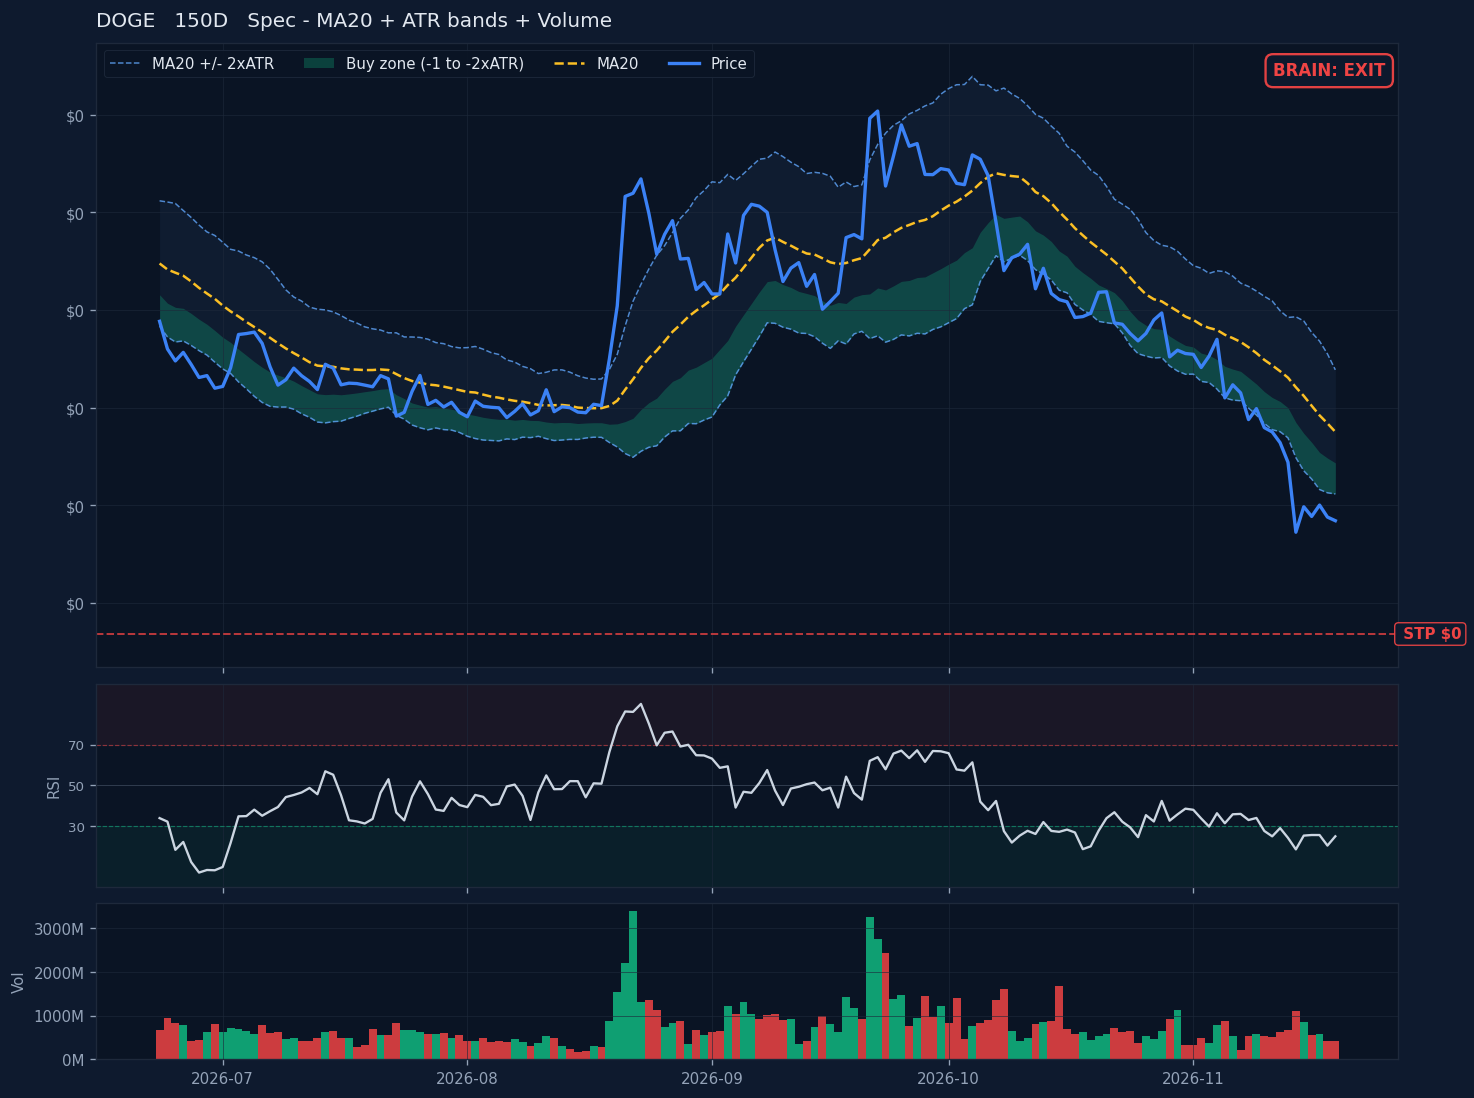 DOGE   150D   Spec - MA20 + ATR bands + Volume
MA20 +/- 2xATR
Buy zone (-1 to -2xATR)
MA20
Price
BRAIN: EXIT
$0
$0
$0
$0
$0
$0
STP $0
RSI
70
50
30
Vol
3000M
2000M
1000M
0M
2026-07
2026-08
2026-09
2026-10
2026-11